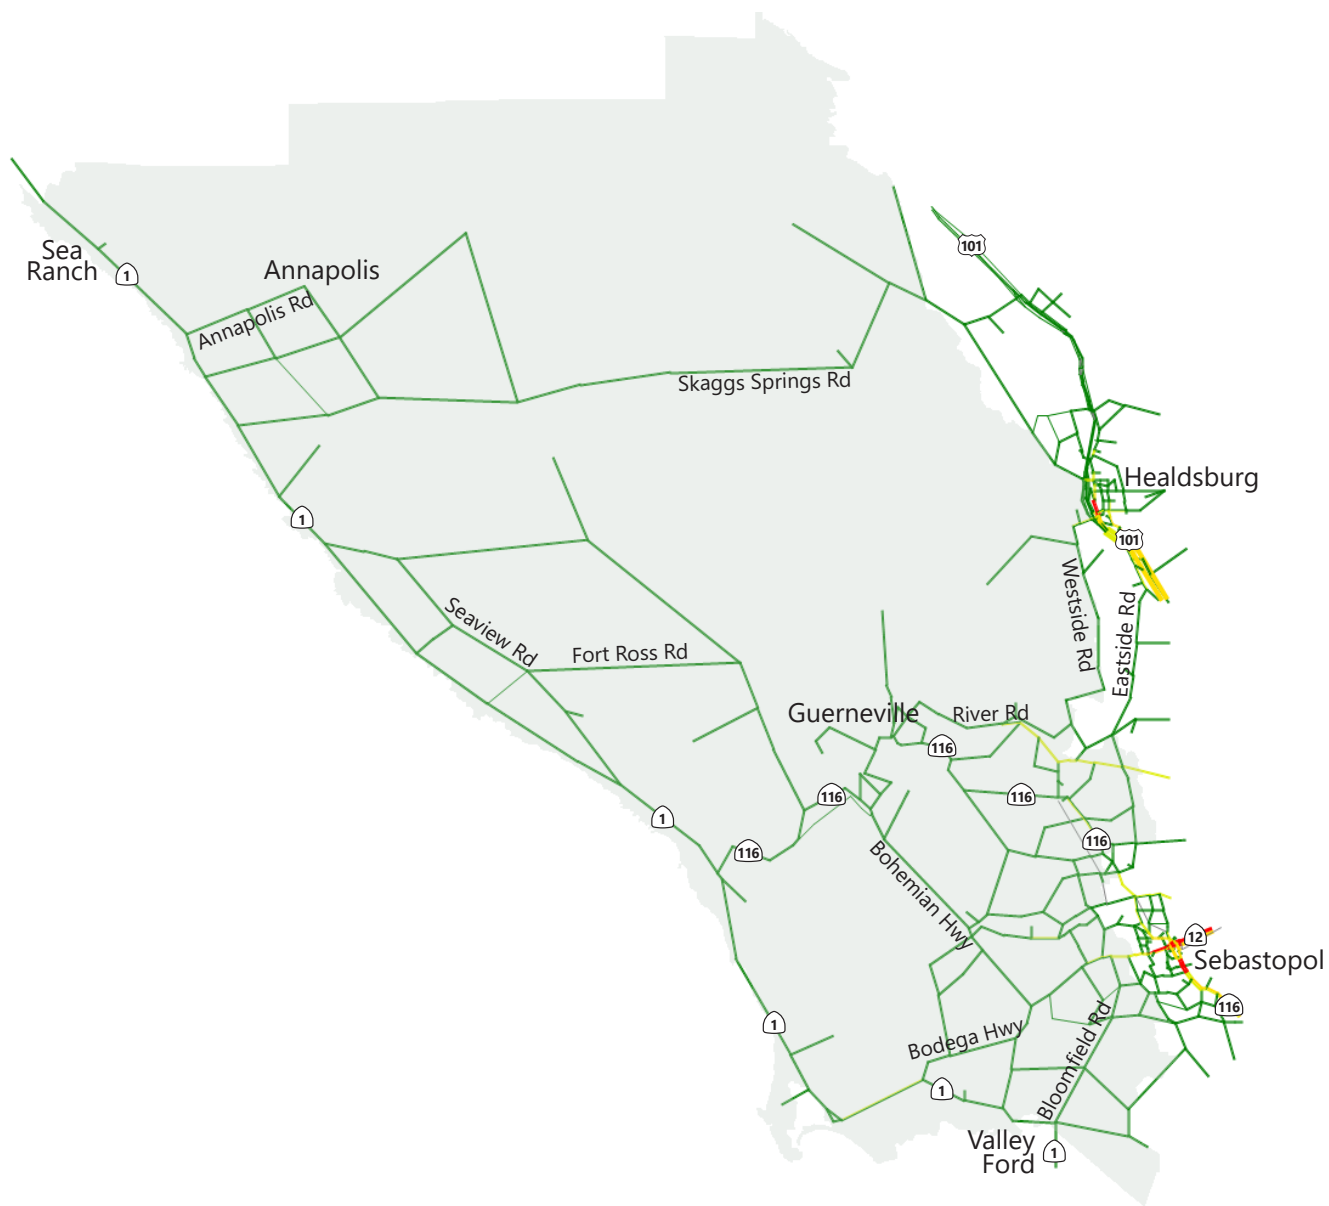 101
Sea
Ranch
1
Annapolis
Annapolis Rd
Skaggs Springs Rd
Healdsburg
1
101
Westside Rd
Eastside Rd
Seaview Rd
Fort Ross Rd
Guerneville
River Rd
116
116
116
1
116
116
Bohemian Hwy
12
Sebastopol
116
1
Bodega Hwy
Bloomfield Rd
1
Valley
Ford
1